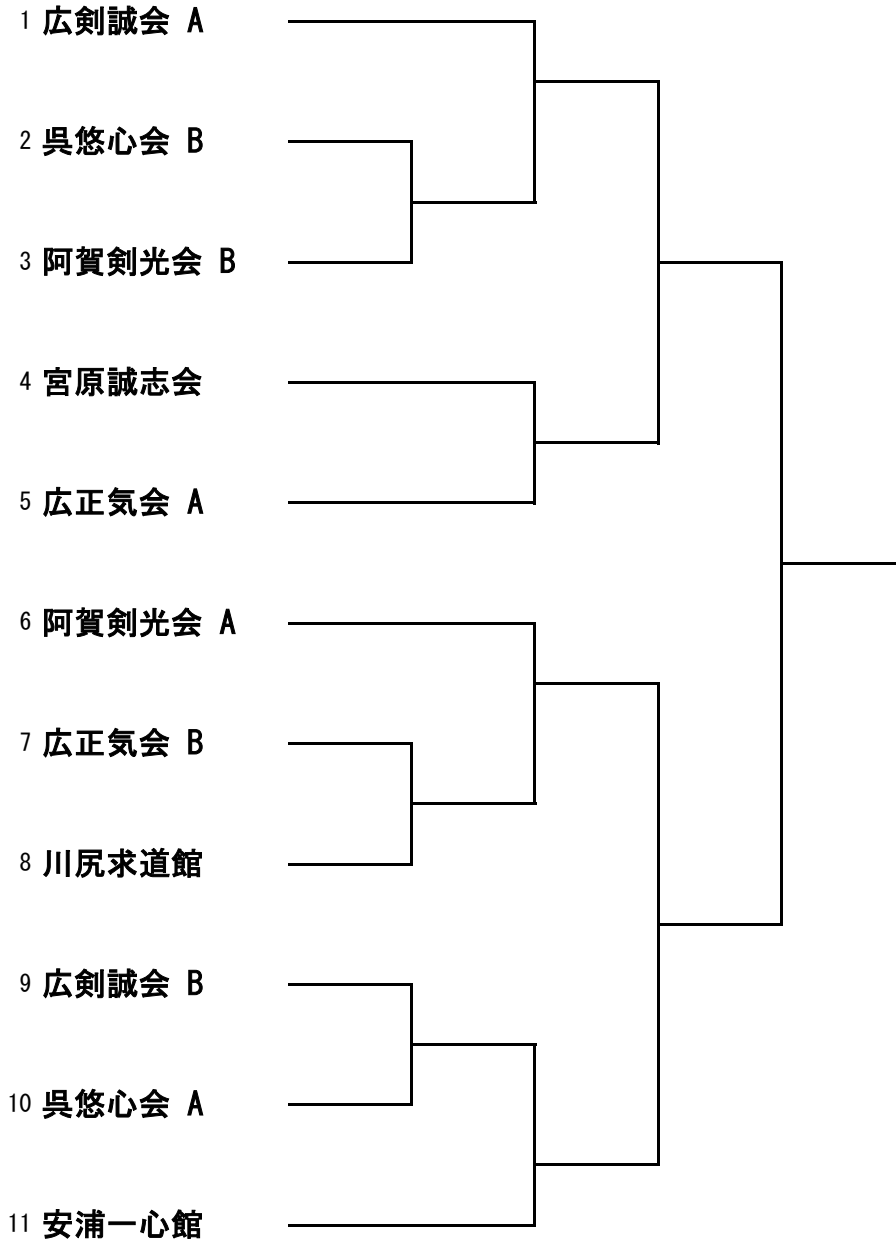 1 広剣誠会 A
2 呉悠心会 B
3 阿賀剣光会 B
4 宮原誠志会
5 広正気会 A
6 阿賀剣光会 A
7 広正気会 B
8 川尻求道館
9 広剣誠会 B
10 呉悠心会 A
11 安浦一心館